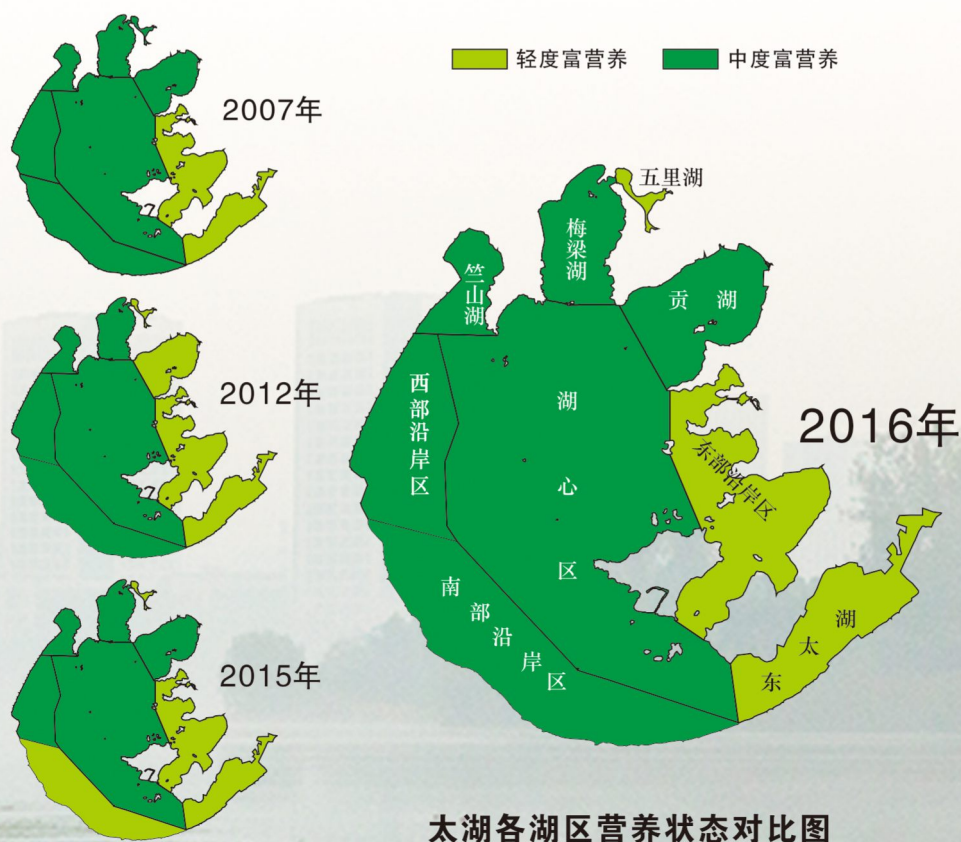 轻度富营养
中度富营养
2007年
2012年
2015年
2016年
五里湖
梅梁湖
竺山湖
贡湖
西部沿岸区
湖心区
东部沿岸区
南部沿岸区
东太湖
太湖各湖区营养状态对比图